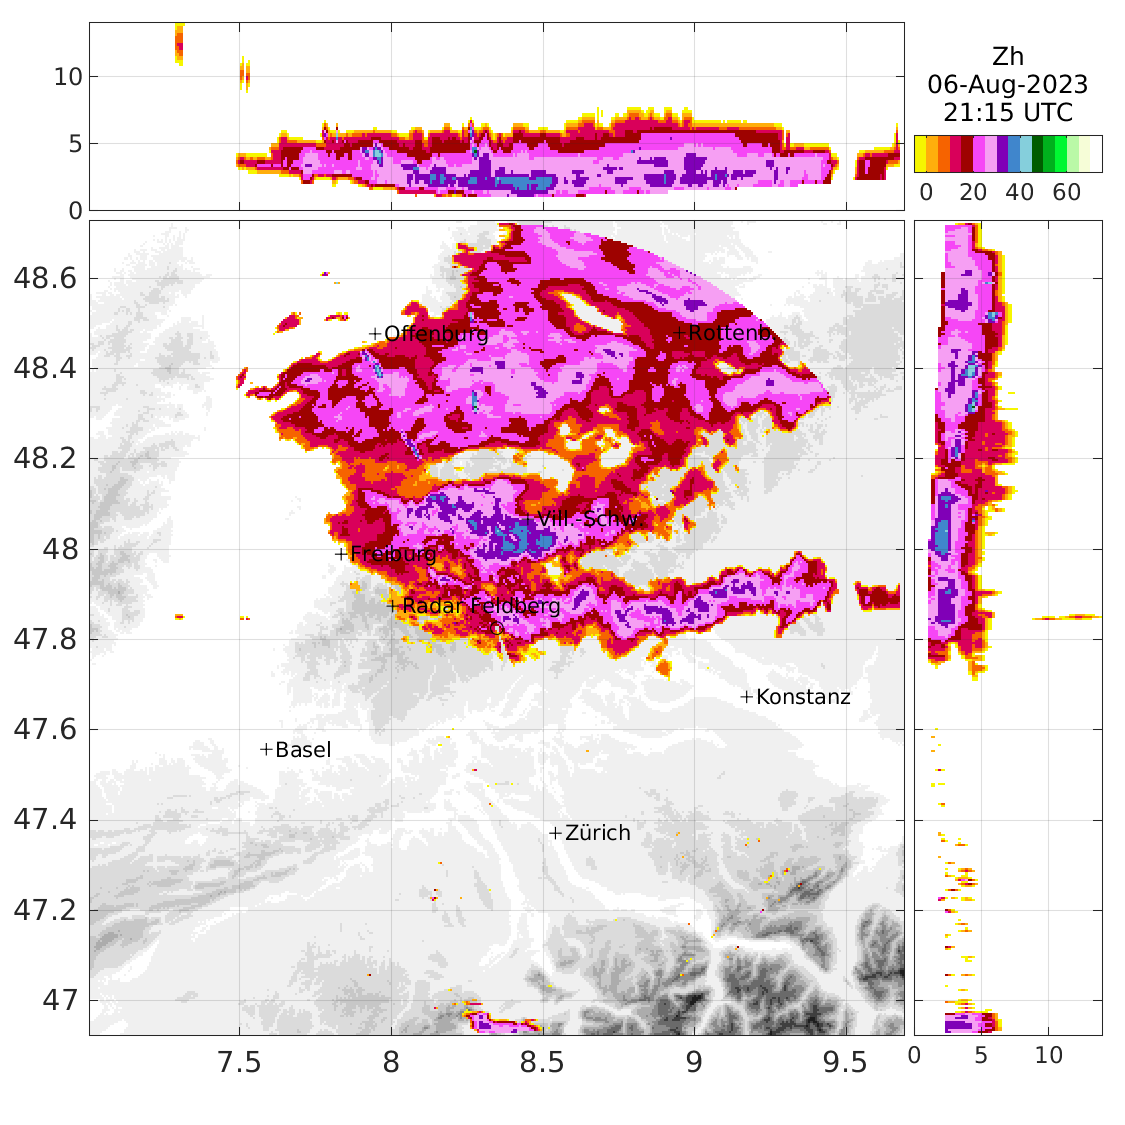 Zh
06-Aug-2023
21:15 UTC
0 20 40 60
10
5
0
48.6
48.4
48.2
48
47.8
47.6
47.4
47.2
47
Offenburg
Rottenb
Vill.-Schw.
Freiburg
Radar Feldberg
Konstanz
Basel
Zürich
7.5 8 8.5 9 9.5
0 5 10